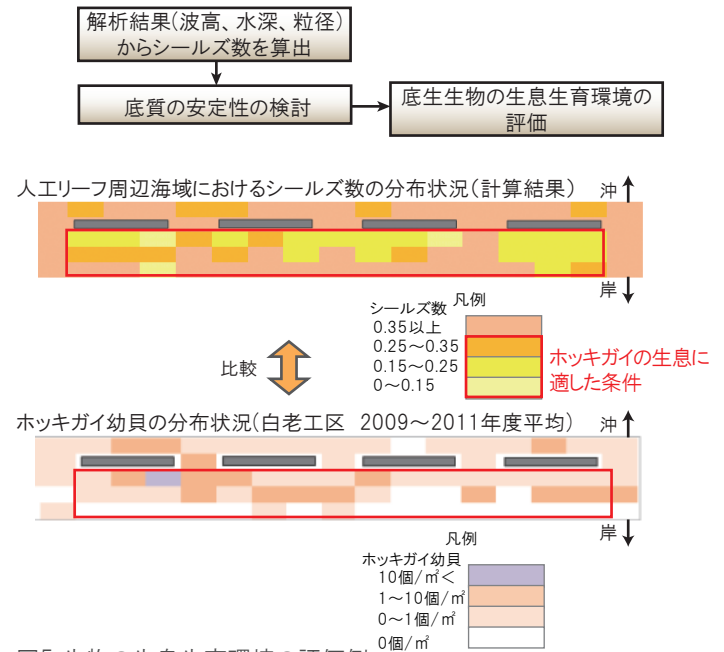 解析結果(波高、水深、粒径)
からシールズ数を算出
底質の安定性の検討
底生生物の生息生育環境の
評価
人工リーフ周辺海域におけるシールズ数の分布状況(計算結果)
沖
岸
凡例
シールズ数
0.35以上
0.25〜0.35
0.15〜0.25
0〜0.15
ホッキガイの生息に
適した条件
比較
ホッキガイ幼貝の分布状況(白老工区 2009〜2011年度平均)
沖
岸
凡例
ホッキガイ幼貝
10個/㎡<
1〜10個/㎡
0〜1個/㎡
0個/㎡